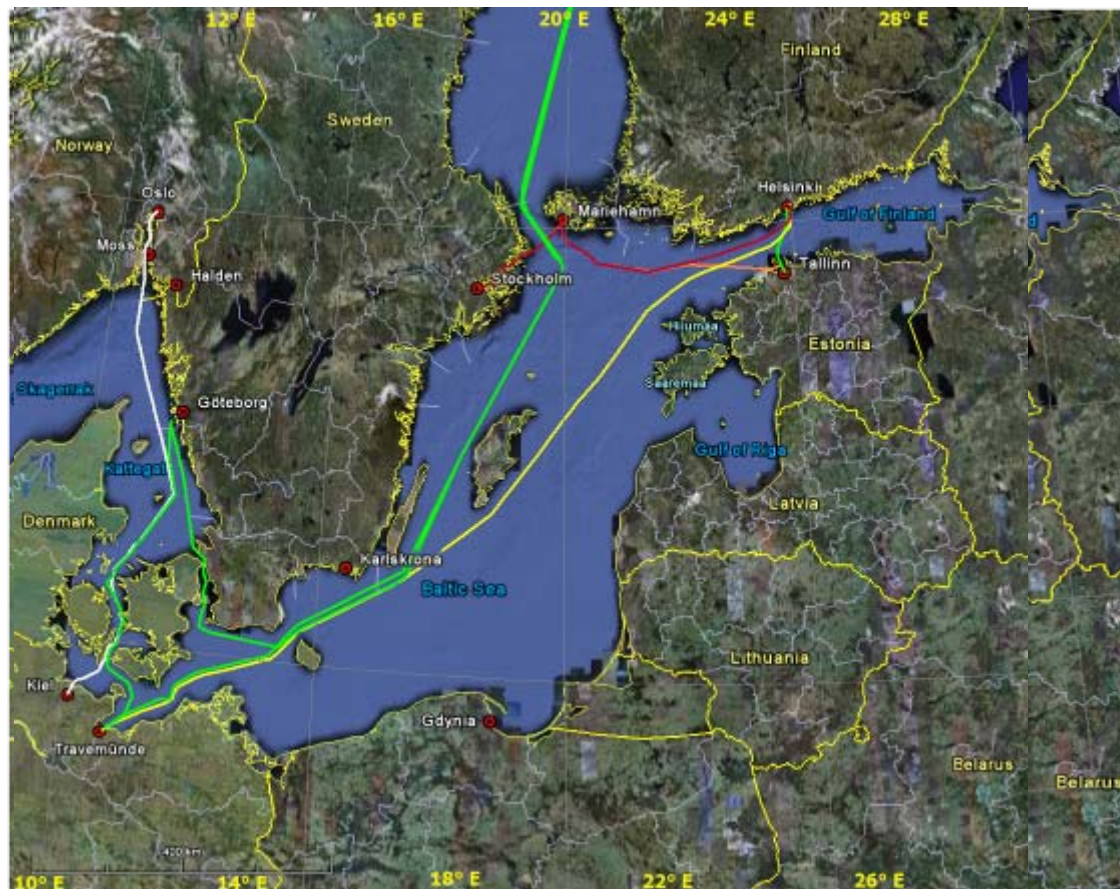 12° E
16° E
20° E
24° E
28° E
Finland
Sweden
Norway
Oslo
Helsinki
Mariehamn
Gulf of Finland
d
Moss
Tallinn
Halden
Stockholm
Hiiumaa
Estonia
Skagerrak
Saaremaa
Göteborg
Gulf of Riga
Kattegat
Latvia
Denmark
Karlskrona
Baltic Sea
Lithuania
Kiel
Gdynia
Travemünde
Belarus
Belarus
400 km
10° E
14° E
18° E
22° E
26° E